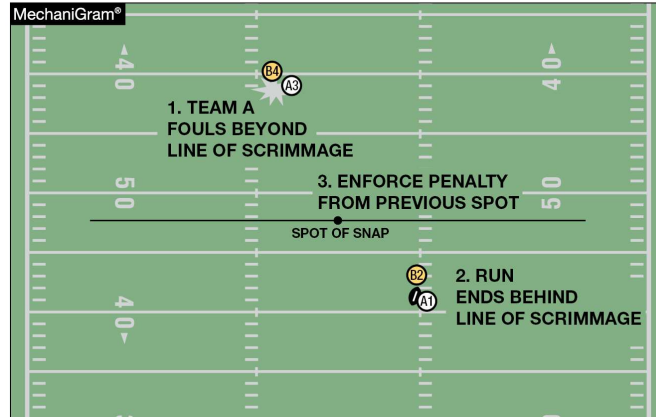 MechaniGram®
40
40
B4
A3
1. TEAM A
FOULS BEYOND
LINE OF SCRIMMAGE
50
50
3. ENFORCE PENALTY
FROM PREVIOUS SPOT
SPOT OF SNAP
B2
A1
2. RUN
ENDS BEHIND
LINE OF SCRIMMAGE
40